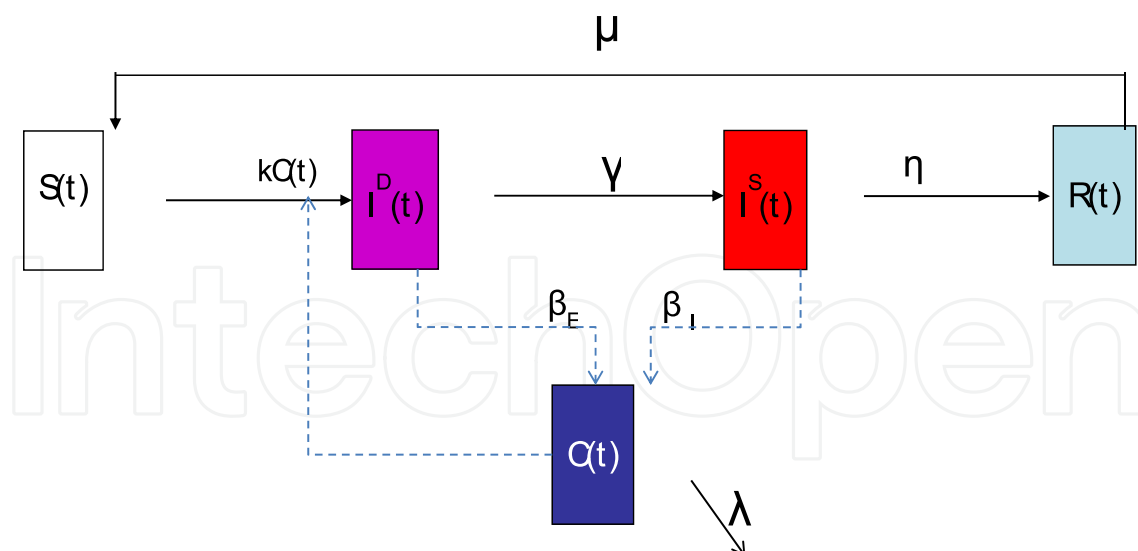 μ
S(t)
kC(t)
I^D(t)
γ
I^S(t)
η
R(t)
β_E
β_I
C(t)
λ
IntechOpen